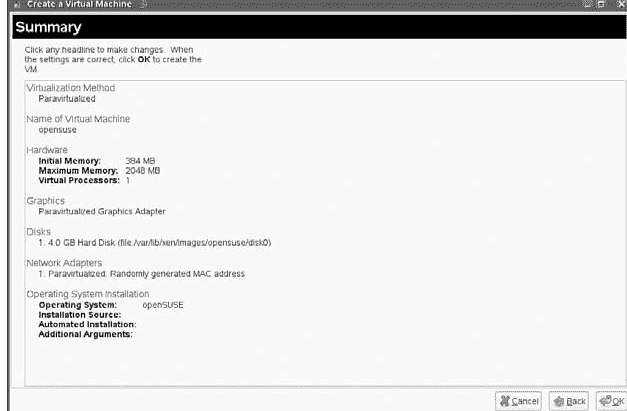 Create a Virtual Machine
Summary
Click any headline to make changes. When
the settings are correct, click OK to create the
VM.
Virtualization Method
Paravirtualized
Name of Virtual Machine
opensuse
Hardware
Initial Memory: 384 MB
Maximum Memory: 2048 MB
Virtual Processors: 1
Graphics
Paravirtualized Graphics Adapter
Disks
1: 4.0 GB Hard Disk (file:/var/lib/xen/images/opensuse/disk0)
Network Adapters
1: Paravirtualized; Randomly generated MAC address
Operating System Installation
Operating System: openSUSE
Installation Source:
Automated Installation:
Additional Arguments:
Cancel Back OK